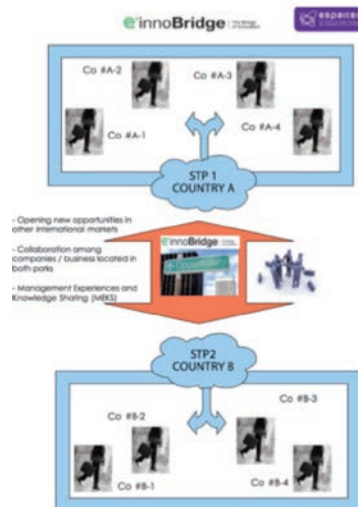 innoBridge
espaitec
Co #A-2
Co #A-3
Co #A-1
Co #A-4
STP 1
COUNTRY A
- Opening new opportunities in
other international markets
- Collaboration among
companies / business located in
both parks
- Management Experiences and
Knowledge Sharing (MEKS)
innoBridge
STP2
COUNTRY B
Co #B-3
Co #B-2
Co #B-1
Co #B-4